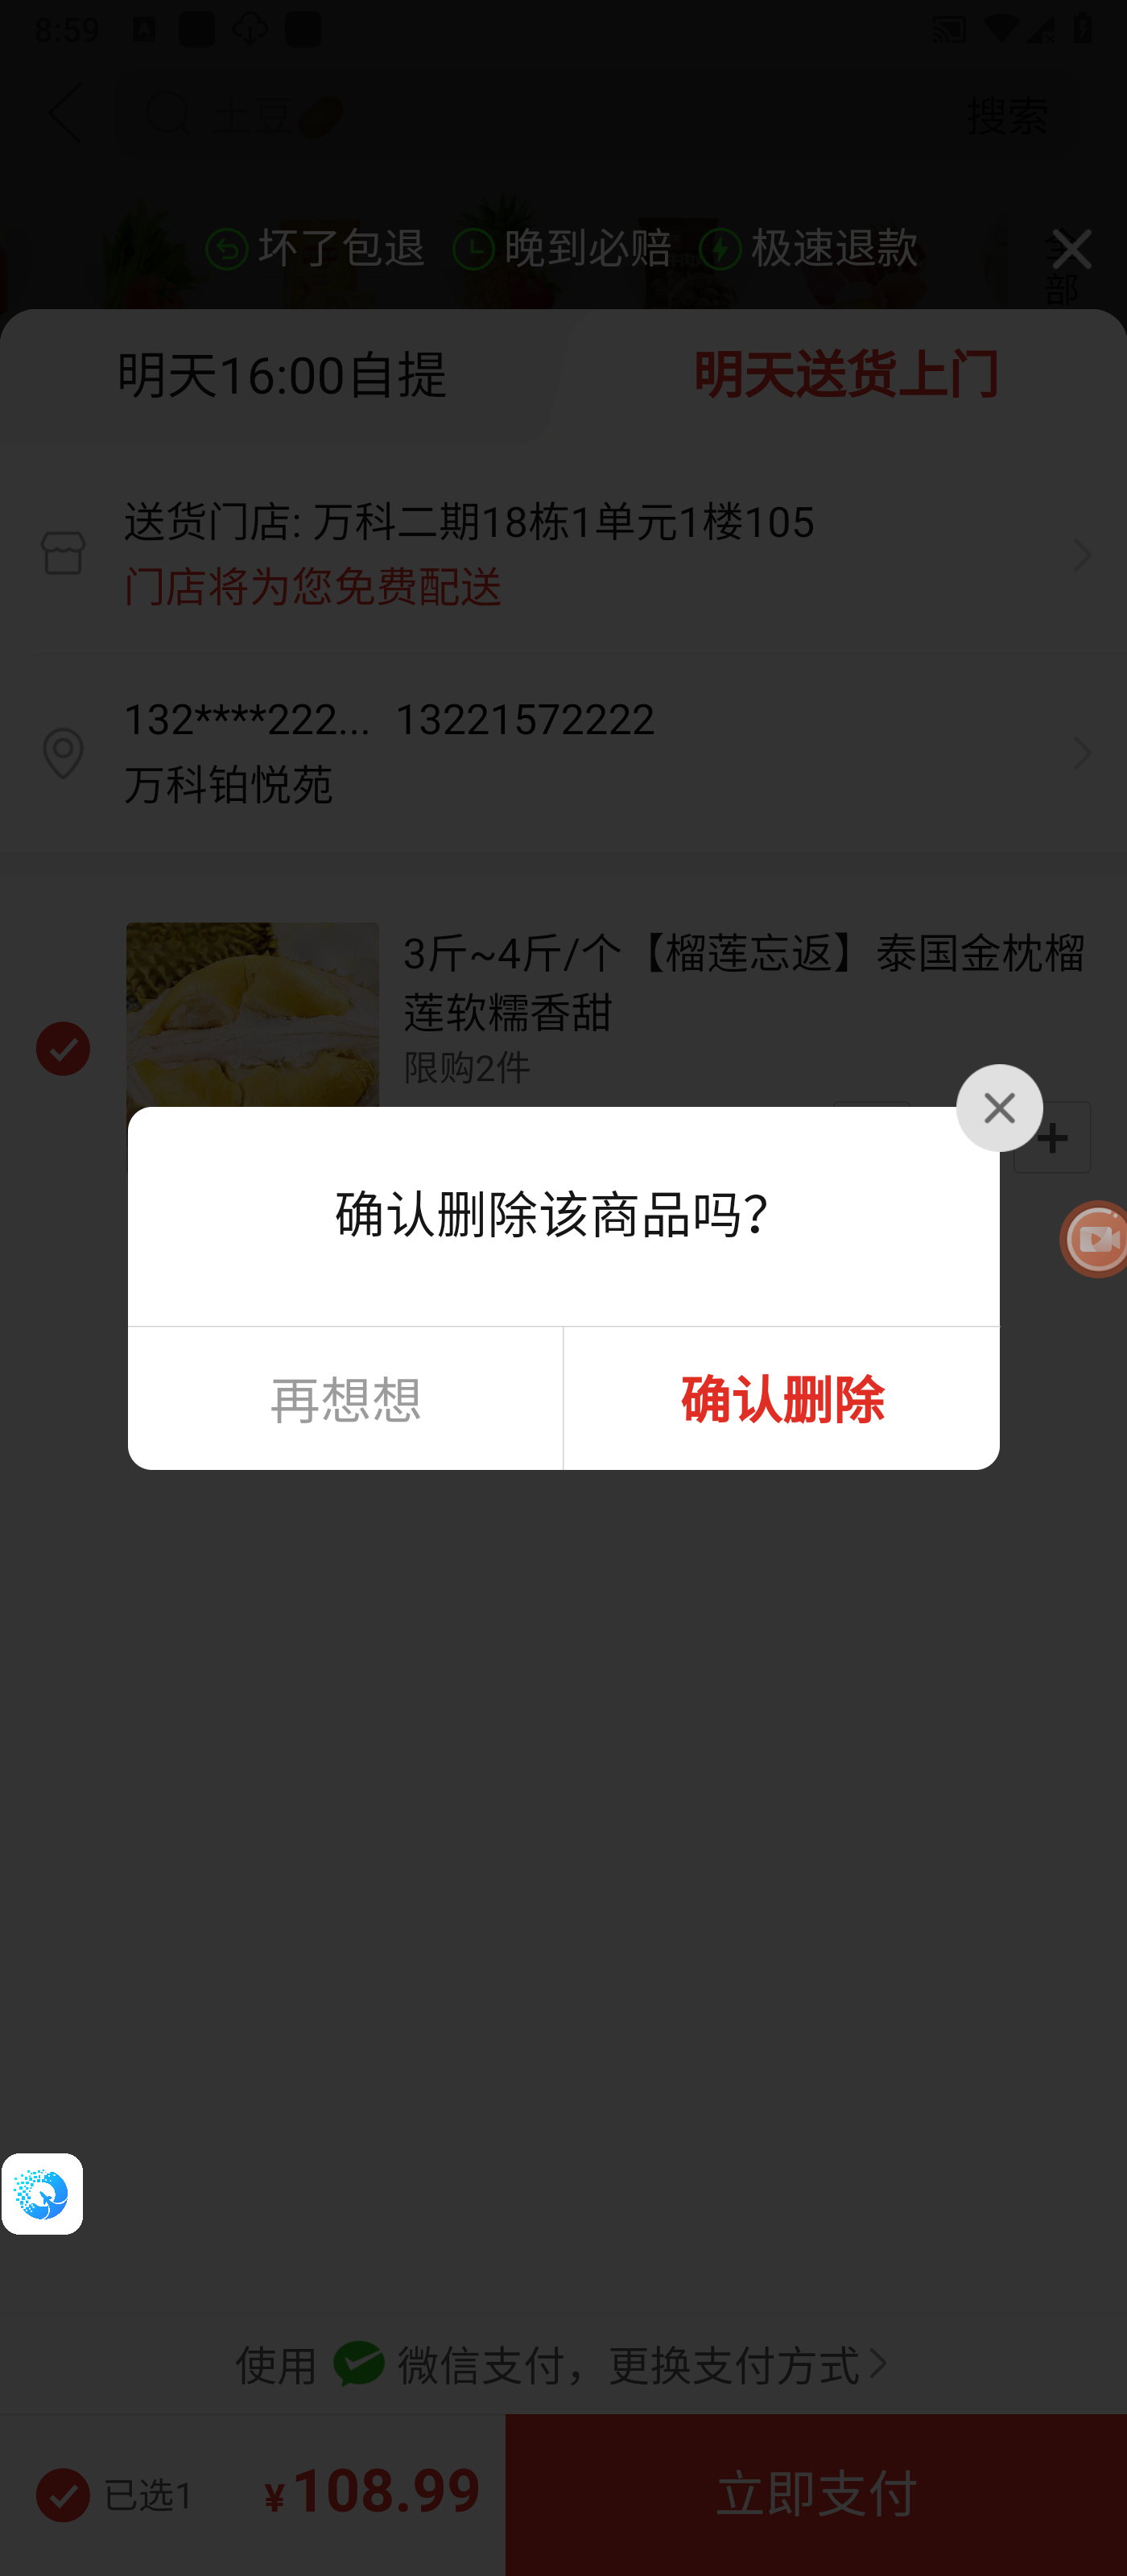 8:59
土豆
搜索
坏了包退 晚到必赔 极速退款
全部
明天16:00自提
明天送货上门
送货门店: 万科二期18栋1单元1楼105
门店将为您免费配送
132****222... 13221572222
万科铂悦苑
3斤~4斤/个【榴莲忘返】泰国金枕榴
莲软糯香甜
限购2件
确认删除该商品吗?
再想想
确认删除
使用 微信支付，更换支付方式
已选1
¥108.99
立即支付